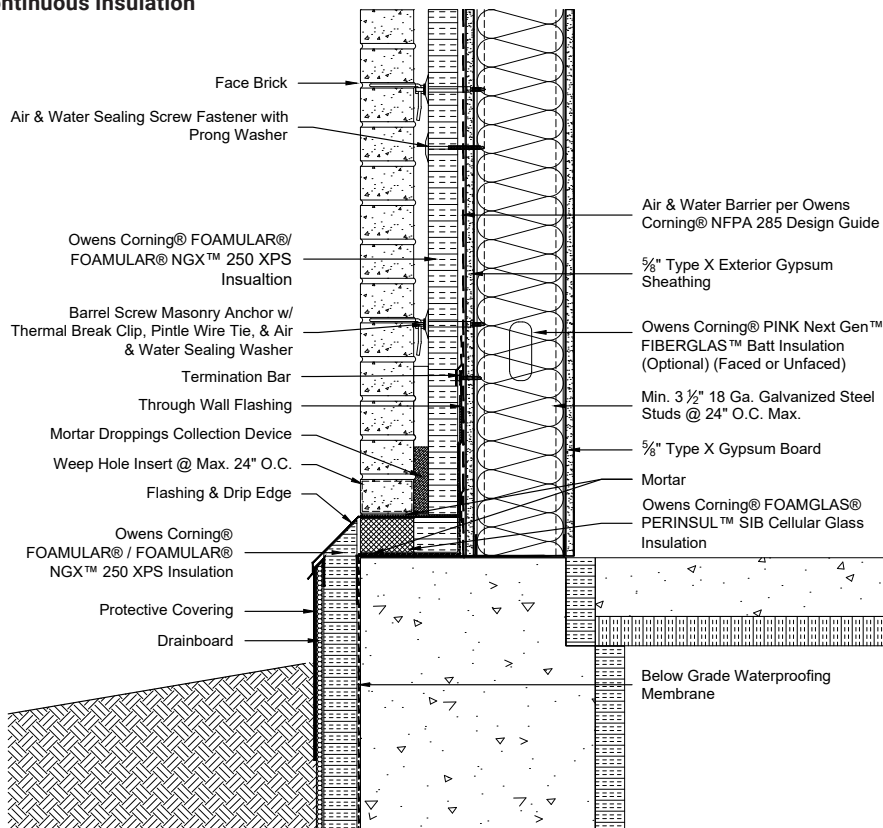 Continuous Insulation
Face Brick
Air & Water Sealing Screw Fastener with
Prong Washer
Owens Corning® FOAMULAR®/
FOAMULAR® NGX™ 250 XPS
Insualtion
Barrel Screw Masonry Anchor w/
Thermal Break Clip, Pintle Wire Tie, & Air
& Water Sealing Washer
Termination Bar
Through Wall Flashing
Mortar Droppings Collection Device
Weep Hole Insert @ Max. 24" O.C.
Flashing & Drip Edge
Owens Corning®
FOAMULAR® / FOAMULAR®
NGX™ 250 XPS Insulation
Protective Covering
Drainboard
Air & Water Barrier per Owens
Corning® NFPA 285 Design Guide
⅝" Type X Exterior Gypsum
Sheathing
Owens Corning® PINK Next Gen™
FIBERGLAS™ Batt Insulation
(Optional) (Faced or Unfaced)
Min. 3 ½" 18 Ga. Galvanized Steel
Studs @ 24" O.C. Max.
⅝" Type X Gypsum Board
Mortar
Owens Corning® FOAMGLAS®
PERINSUL™ SIB Cellular Glass
Insulation
Below Grade Waterproofing
Membrane